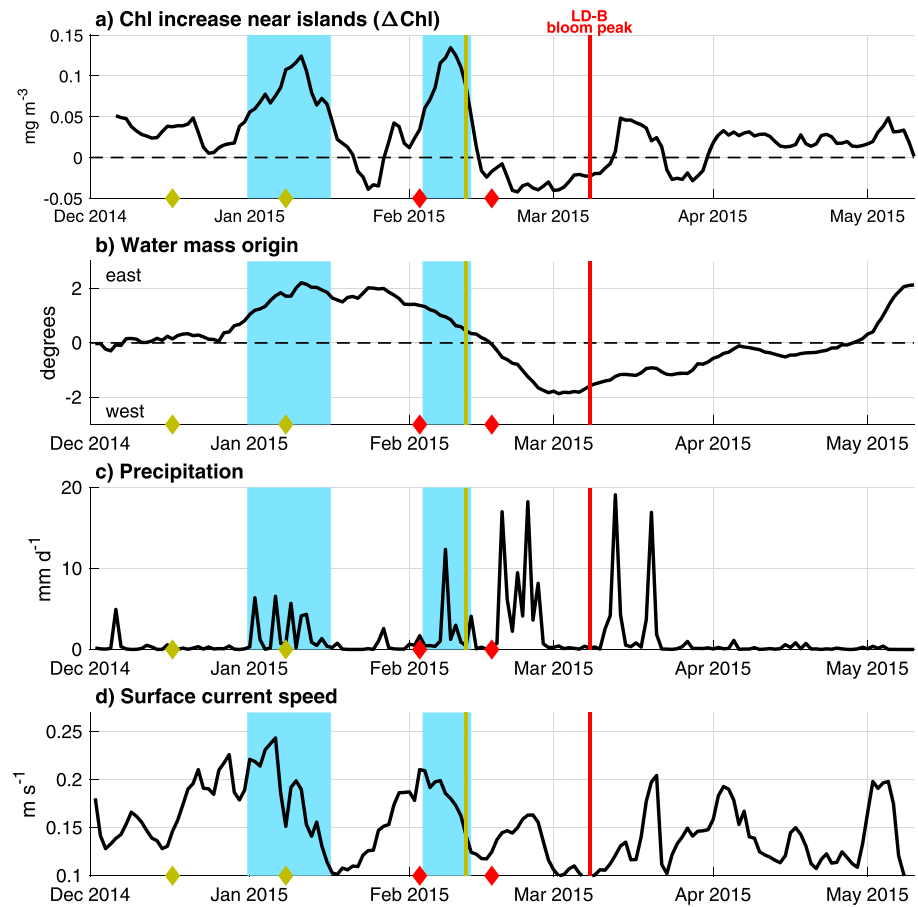 a) Chl increase near islands (ΔChl)
LD-B
bloom peak
0.15
0.1
0.05
0
-0.05
mg m-3
Dec 2014 Jan 2015 Feb 2015 Mar 2015 Apr 2015 May 2015
b) Water mass origin
east
2
0
-2
degrees
west
Dec 2014 Jan 2015 Feb 2015 Mar 2015 Apr 2015 May 2015
c) Precipitation
20
10
0
mm d-1
Dec 2014 Jan 2015 Feb 2015 Mar 2015 Apr 2015 May 2015
d) Surface current speed
0.25
0.2
0.15
0.1
m s-1
Dec 2014 Jan 2015 Feb 2015 Mar 2015 Apr 2015 May 2015